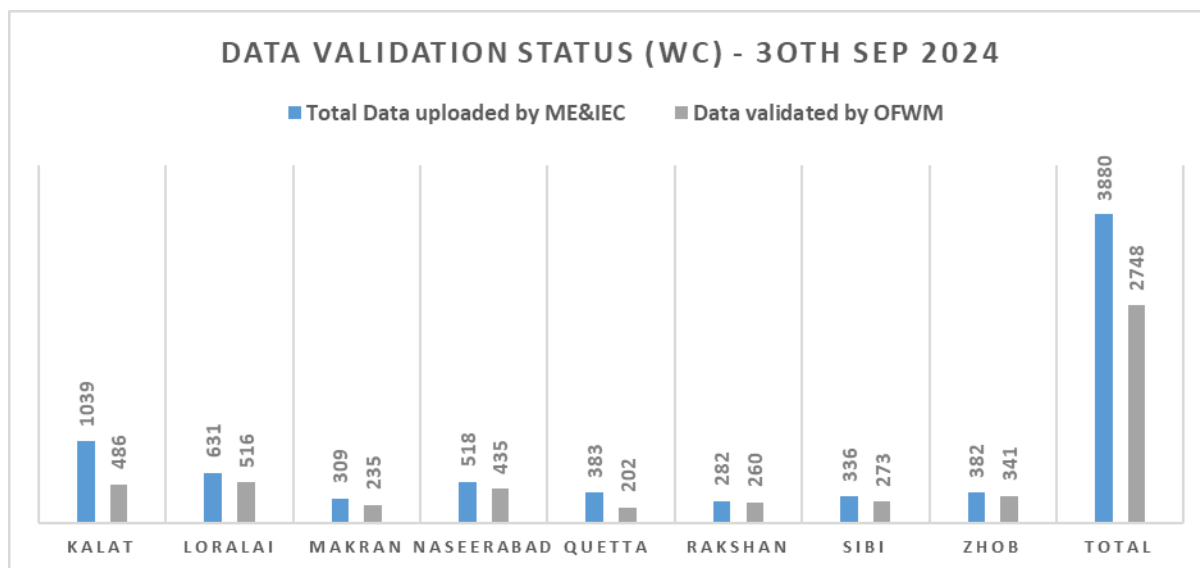 DATA VALIDATION STATUS (WC) - 3OTH SEP 2024
Total Data uploaded by ME&IEC Data validated by OFWM
1039 486 631 516 309 235 518 435 383 202 282 260 336 273 382 341 3880 2748
KALAT LORALAI MAKRAN NASEERABAD QUETTA RAKSHAN SIBI ZHOB TOTAL